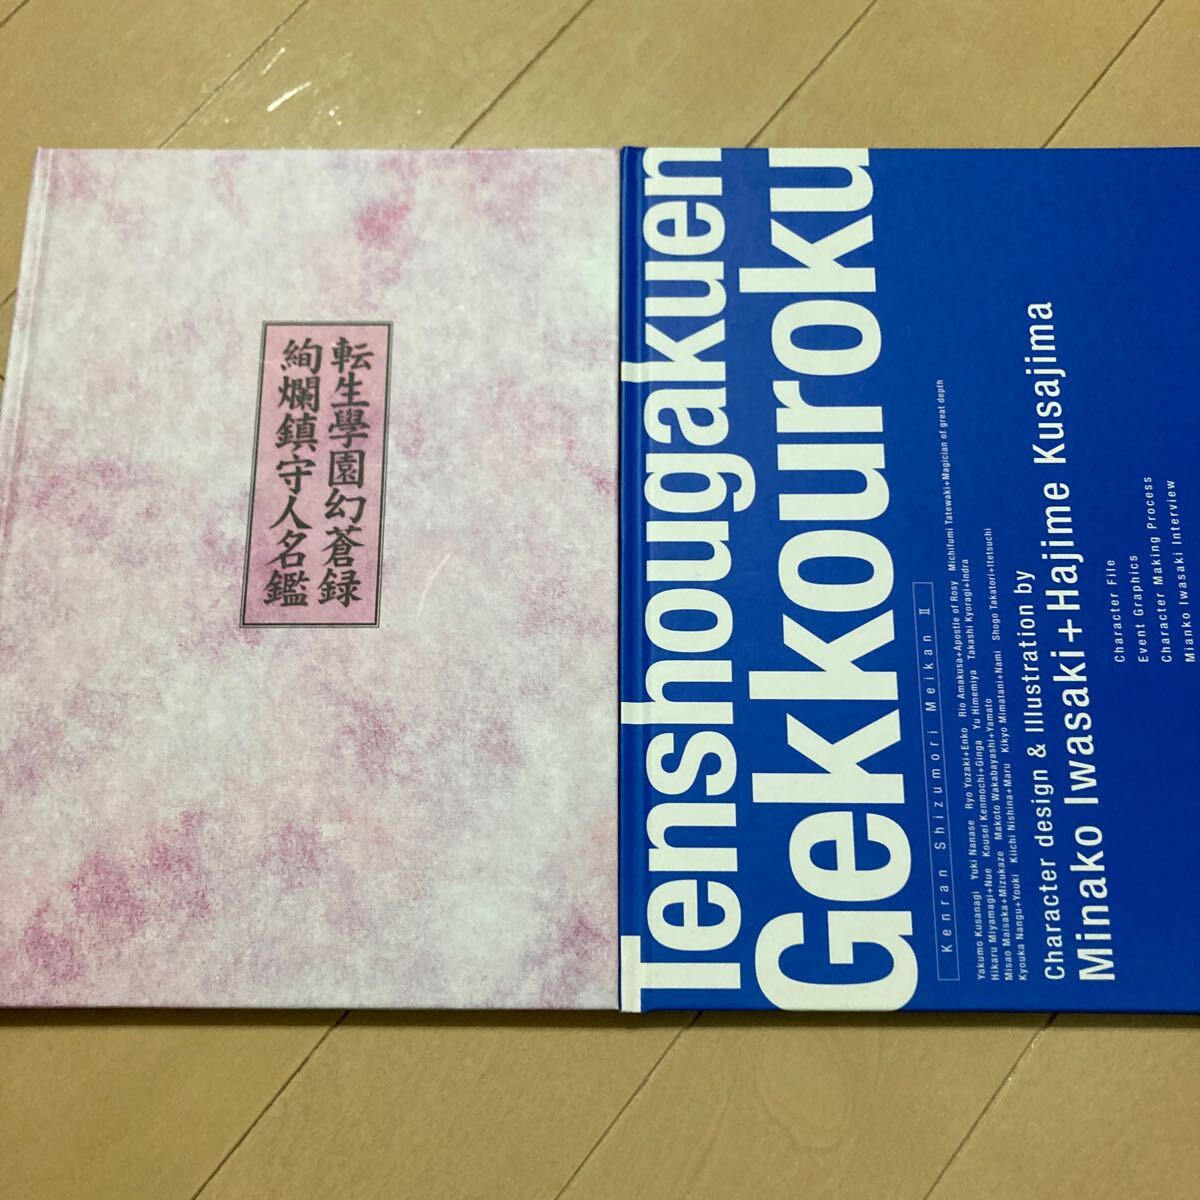 転生學園幻蒼録
絢爛鎮守人名鑑
Tenshougakuen
Gekkouroku
Kenran Shizumori Meikan II
Yakumo Kusanagi Yuki Nanase Ryo Yuzaki+Enko Rio Amakusa+Apostle of Rosy Michifumi Tatewaki+Magician of great depth
Hikaru Miyamagi+Nue Kousei Kenmochi+Ginga Yu Himemiya Takashi Kyoragi+Indra
Misao Maisaka+Mizukaze Makoto Wakabayashi+Yamato
Kyouka Nangu+Youki Kiichi Nishina+Maru Kikyo Mimatani+Nami Shogo Takatori+Itetsuchi
Character design & Illustration by
Minako Iwasaki+Hajime Kusajima
Character File
Event Graphics
Character Making Process
Mianko Iwasaki Interview